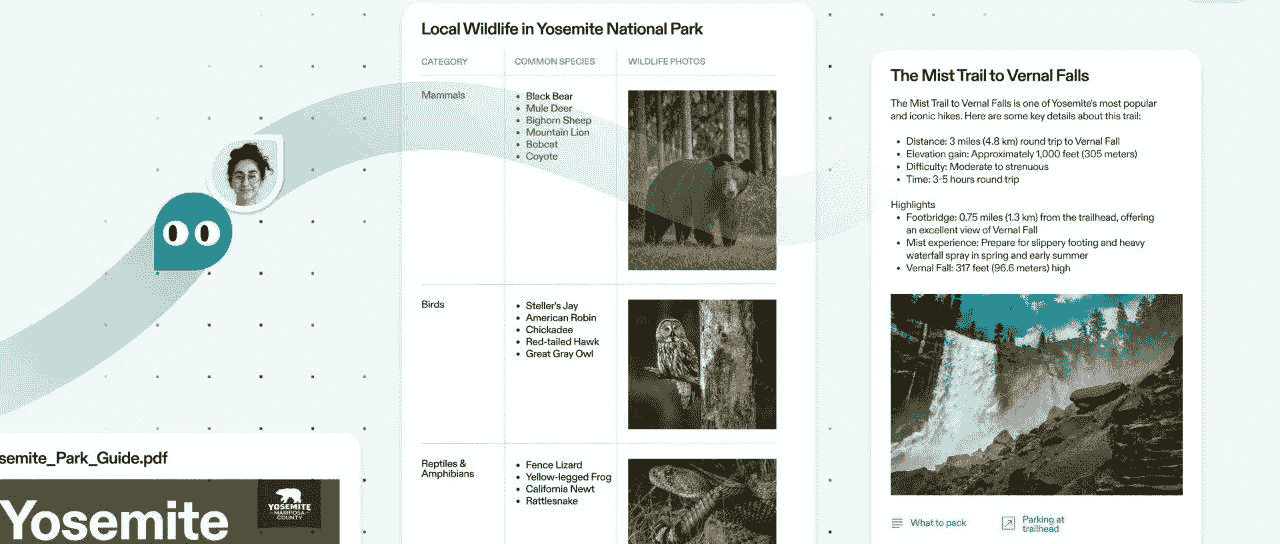 Local Wildlife in Yosemite National Park
CATEGORY
COMMON SPECIES
WILDLIFE PHOTOS
Mammals
• Black Bear
• Mule Deer
• Bighorn Sheep
• Mountain Lion
• Bobcat
• Coyote
Birds
• Steller's Jay
• American Robin
• Chickadee
• Red-tailed Hawk
• Great Gray Owl
Reptiles &
Amphibians
• Fence Lizard
• Yellow-legged Frog
• California Newt
• Rattlesnake
The Mist Trail to Vernal Falls
The Mist Trail to Vernal Falls is one of Yosemite's most popular
and iconic hikes. Here are some key details about this trail:
• Distance: 3 miles (4.8 km) round trip to Vernal Fall
• Elevation gain: Approximately 1,000 feet (305 meters)
• Difficulty: Moderate to strenuous
• Time: 3-5 hours round trip
Highlights
• Footbridge: 0.75 miles (1.3 km) from the trailhead, offering
an excellent view of Vernal Fall
• Mist experience: Prepare for slippery footing and heavy
waterfall spray in spring and early summer
• Vernal Fall: 317 feet (96.6 meters) high
What to pack
Parking at
trailhead
semite_Park_Guide.pdf
Yosemite
YOSEMITE
MARIPOSA
COUNTY